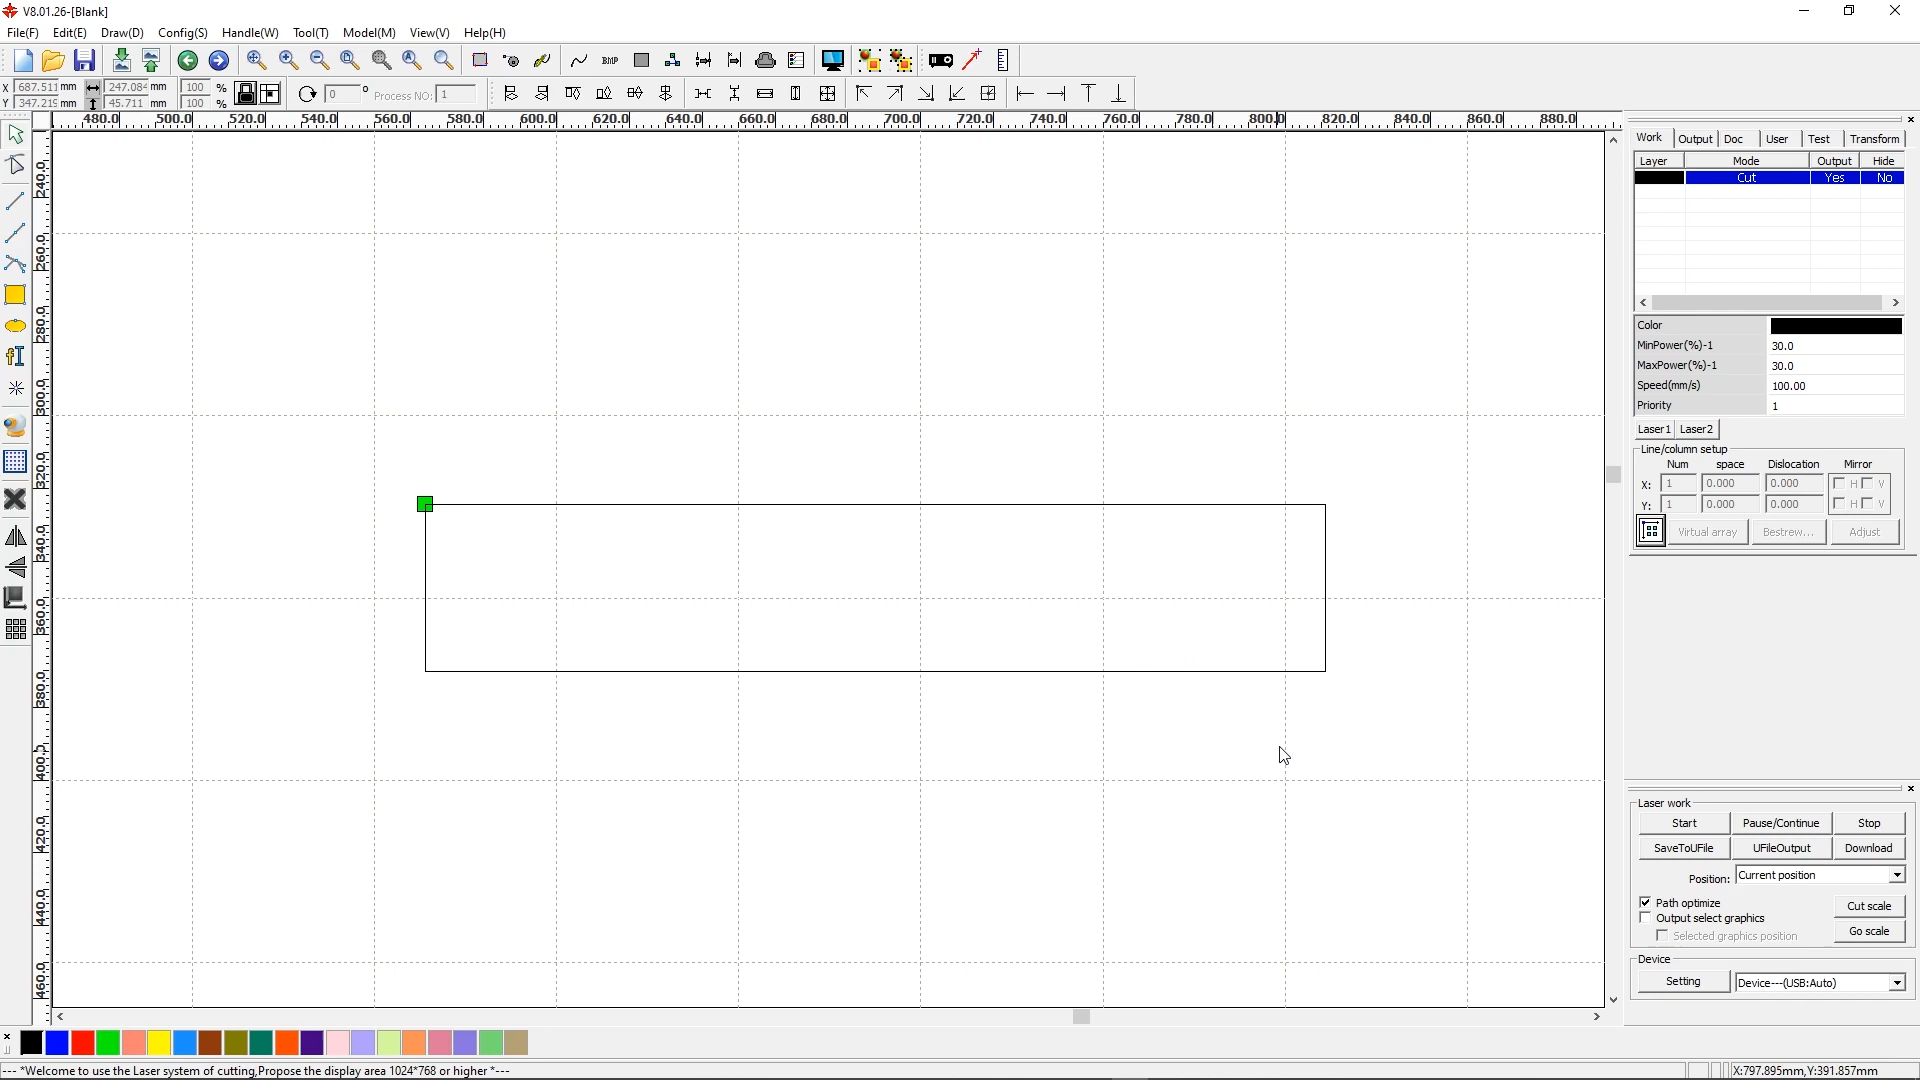 V8.01.26-[Blank]
File(F) Edit(E) Draw(D) Config(S) Handle(W) Tool(T) Model(M) View(V) Help(H)
BMP
X 687.511 mm 247.084 mm 100 %
Y 347.219 mm 45.711 mm 100 %
0 ° Process NO: 1
480.0 500.0 520.0 540.0 560.0 580.0 600.0 620.0 640.0 660.0 680.0 700.0 720.0 740.0 760.0 780.0 800.0 820.0 840.0 860.0 880.0
240.0
260.0
280.0
300.0
320.0
340.0
360.0
380.0
400.0
420.0
440.0
460.0
Work Output Doc User Test Transform
Layer Mode Output Hide
Cut Yes No
Color
MinPower(%)-1 30.0
MaxPower(%)-1 30.0
Speed(mm/s) 100.00
Priority 1
Laser1 Laser2
Line/column setup
Num space Dislocation Mirror
X: 1 0.000 0.000 H V
Y: 1 0.000 0.000 H V
Virtual array Bestrew... Adjust
Laser work
Start Pause/Continue Stop
SaveToUFile UFileOutput Download
Position: Current position
Path optimize
Output select graphics
Cut scale
Selected graphics position
Go scale
Device
Setting Device---(USB:Auto)
--- *Welcome to use the Laser system of cutting,Propose the display area 1024*768 or higher *---
X:797.895mm,Y:391.857mm